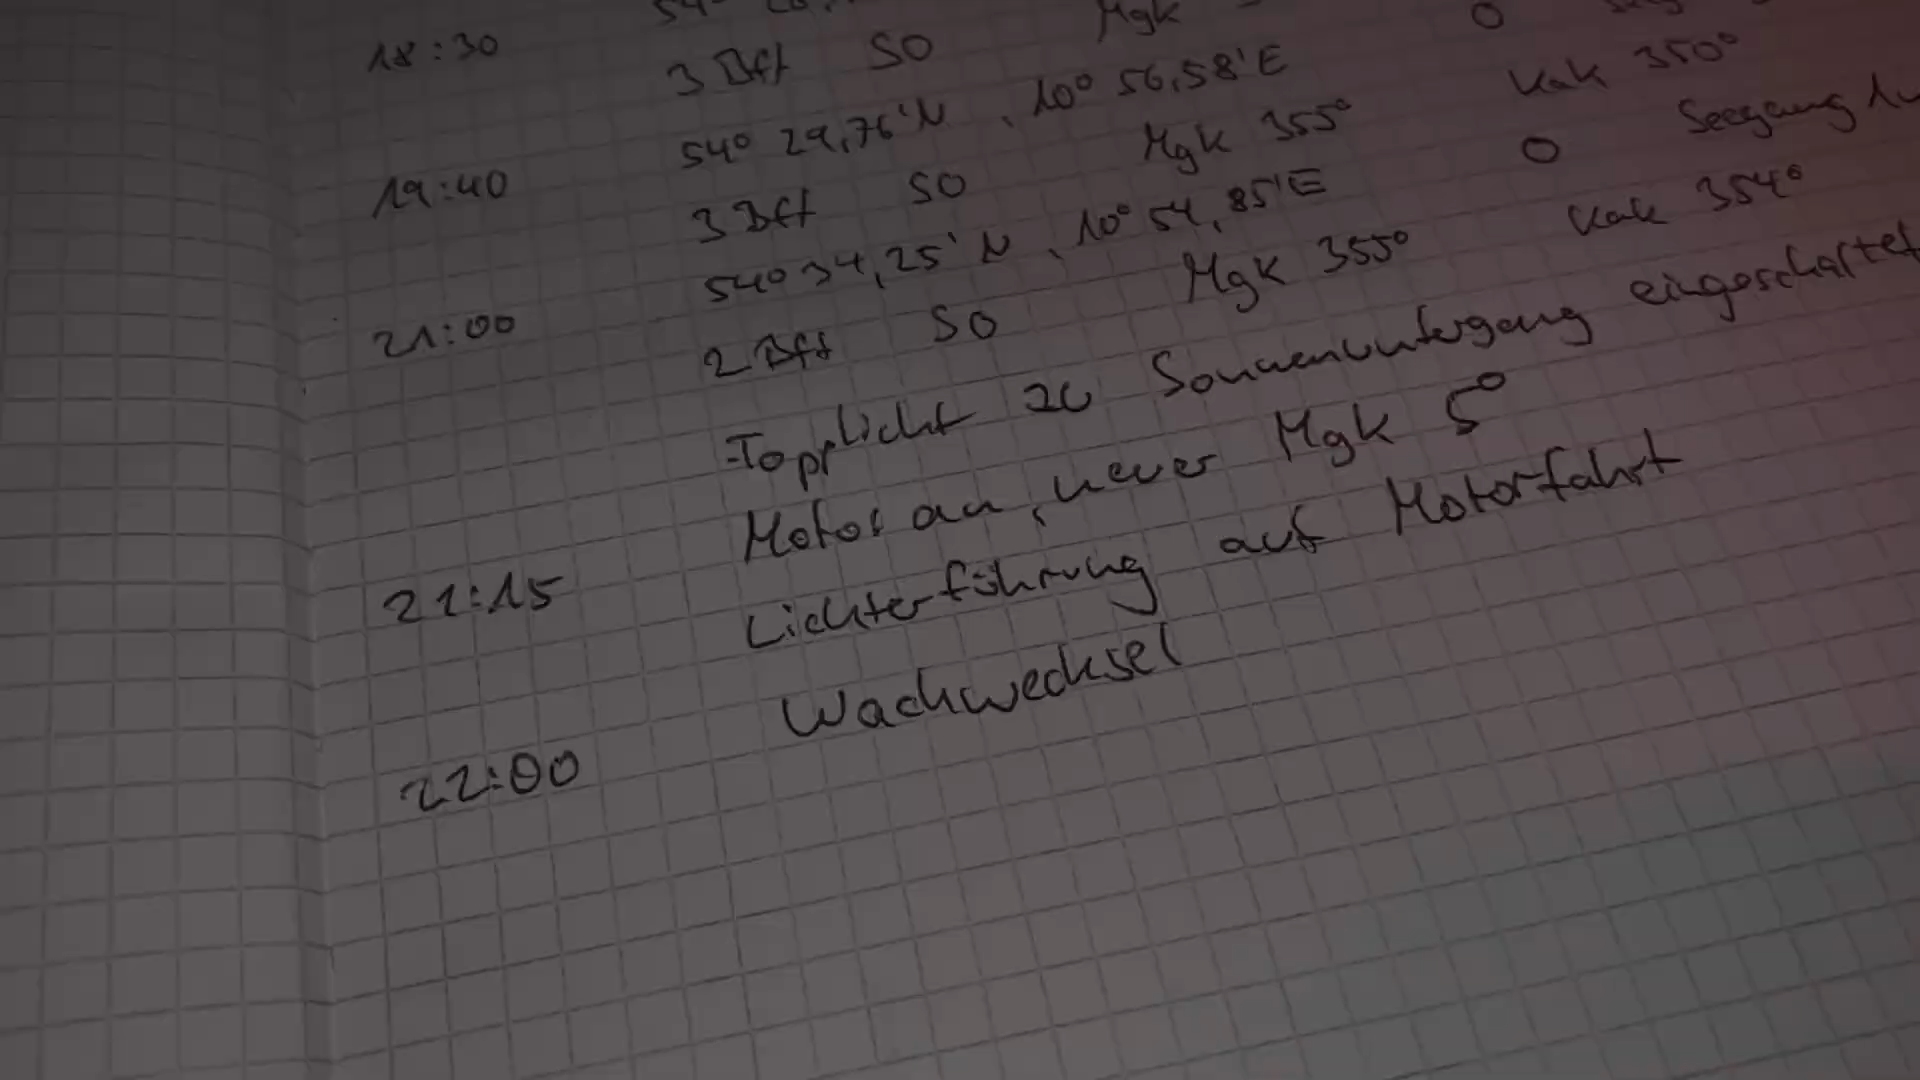 18:30 3 Bft SO Mgk
54° 29,76'N, 10° 56,58'E KaK 350°
19:40 3 Bft SO Mgk 355° O Seegang
54° 34,25'N, 10° 54,85'E KaK 354°
21:00 2 Bft SO Mgk 355°
Topplicht zu Sonnenuntergang eingeschaltet
Motor an, neuer Mgk 5°
21:15 Lichterführung auf Motorfahrt
22:00 Wachwechsel